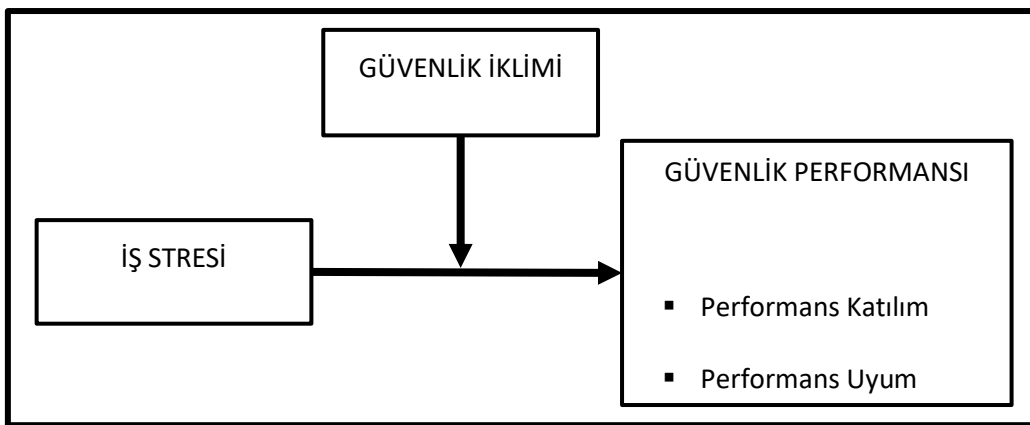 GÜVENLİK İKLİMİ
GÜVENLİK PERFORMANSI
İŞ STRESİ
▪ Performans Katılım
▪ Performans Uyum